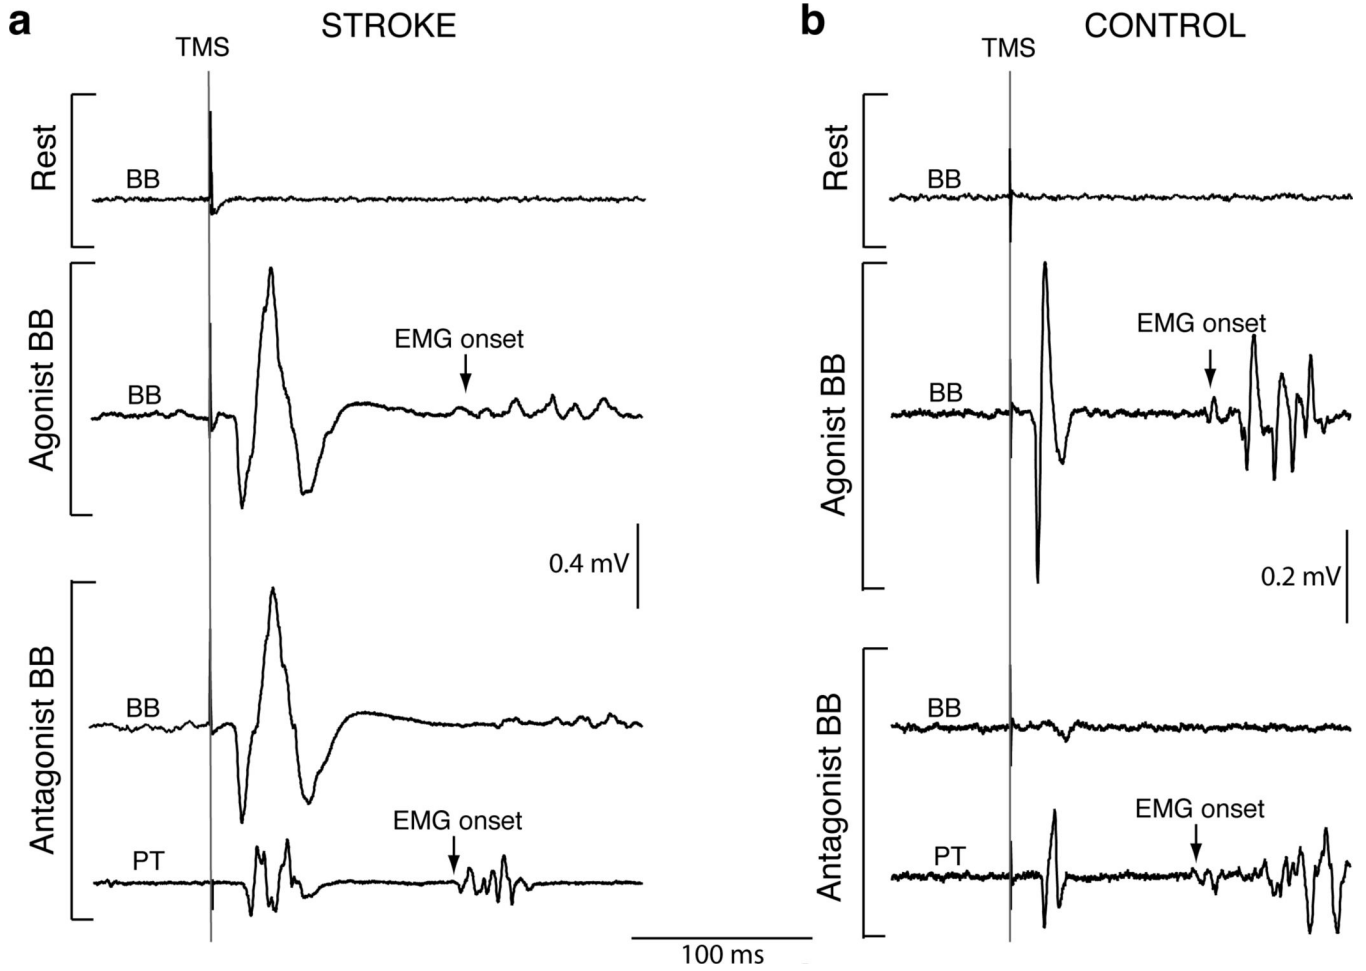 a
STROKE
TMS
Rest
BB
Agonist BB
BB
EMG onset
0.4 mV
Antagonist BB
BB
EMG onset
PT
100 ms
b
CONTROL
TMS
Rest
BB
Agonist BB
BB
EMG onset
0.2 mV
Antagonist BB
BB
EMG onset
PT